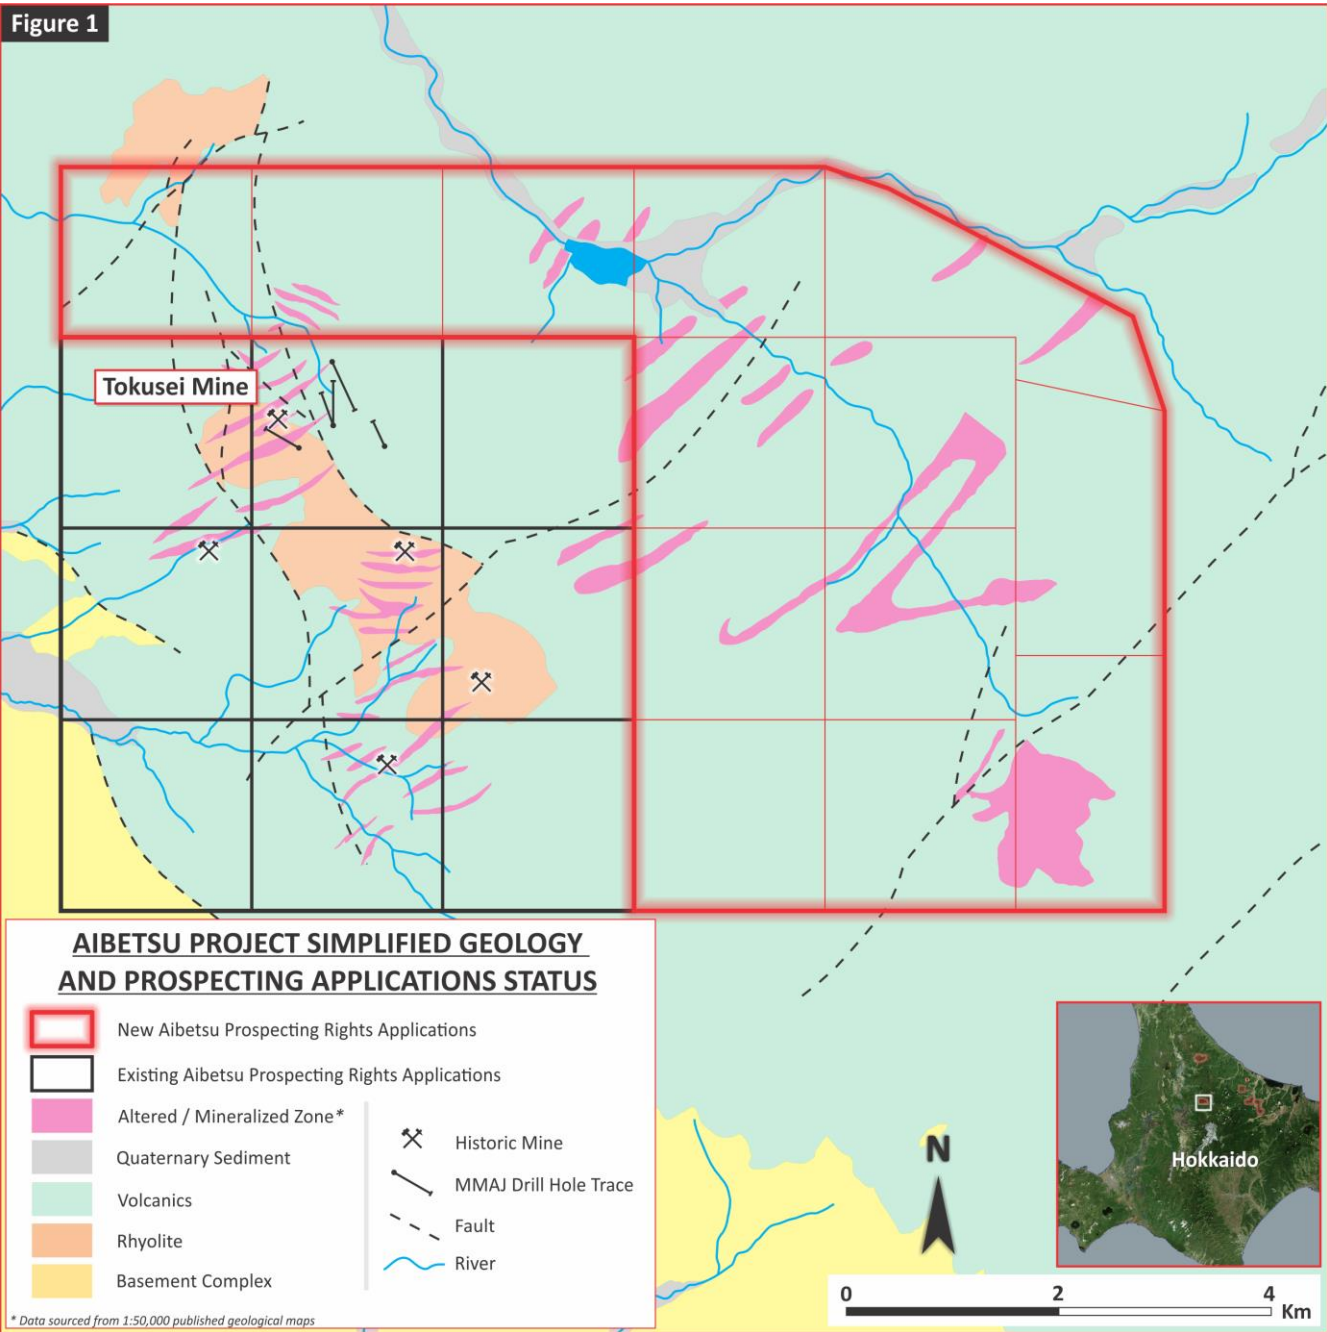 Figure 1
Tokusei Mine
AIBETSU PROJECT SIMPLIFIED GEOLOGY
AND PROSPECTING APPLICATIONS STATUS
New Aibetsu Prospecting Rights Applications
Existing Aibetsu Prospecting Rights Applications
Altered / Mineralized Zone*
Quaternary Sediment
Volcanics
Rhyolite
Basement Complex
Historic Mine
MMAJ Drill Hole Trace
Fault
River
* Data sourced from 1:50,000 published geological maps
N
Hokkaido
0 2 4
Km